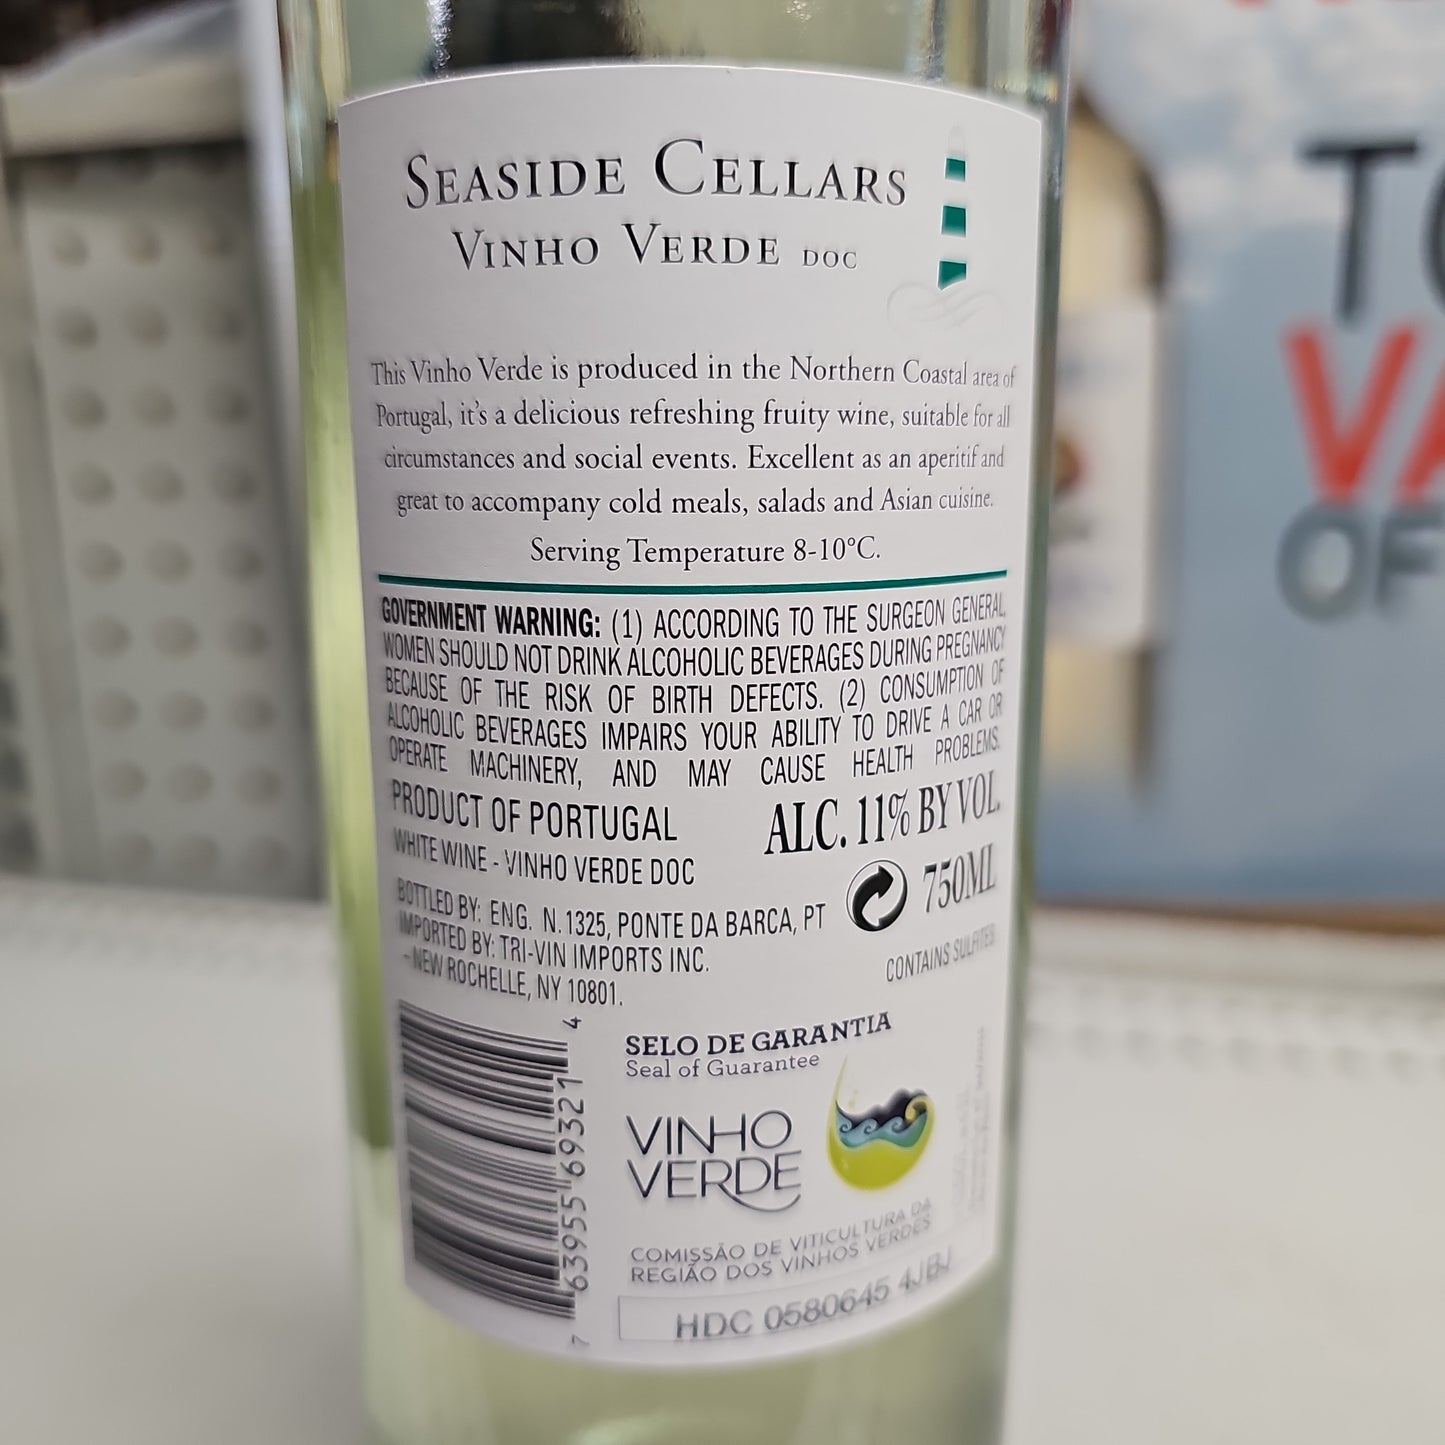 SEASIDE CELLARS
VINHO VERDE DOC
This Vinho Verde is produced in the Northern Coastal area of
Portugal, it's a delicious refreshing fruity wine, suitable for all
circumstances and social events. Excellent as an aperitif and
great to accompany cold meals, salads and Asian cuisine.
Serving Temperature 8-10°C.
GOVERNMENT WARNING: (1) ACCORDING TO THE SURGEON GENERAL,
WOMEN SHOULD NOT DRINK ALCOHOLIC BEVERAGES DURING PREGNANCY
BECAUSE OF THE RISK OF BIRTH DEFECTS. (2) CONSUMPTION OF
ALCOHOLIC BEVERAGES IMPAIRS YOUR ABILITY TO DRIVE A CAR OR
OPERATE MACHINERY, AND MAY CAUSE HEALTH PROBLEMS.
PRODUCT OF PORTUGAL
ALC. 11% BY VOL.
WHITE WINE - VINHO VERDE DOC
750ML
BOTTLED BY: ENG. N. 1325, PONTE DA BARCA, PT
IMPORTED BY: TRI-VIN IMPORTS INC.
- NEW ROCHELLE, NY 10801.
CONTAINS SULFITES
7 63955 69321 4
SELO DE GARANTIA
Seal of Guarantee
VINHO
VERDE
COMISSÃO DE VITICULTURA DA
REGIÃO DOS VINHOS VERDES
HDC 0580645 4JBJ
OF